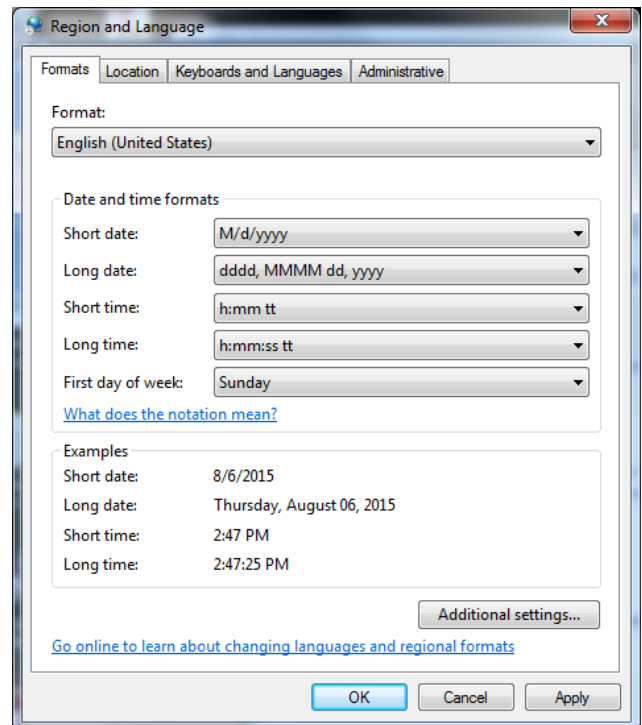 Region and Language
Formats Location Keyboards and Languages Administrative
Format:
English (United States)
Date and time formats
Short date: M/d/yyyy
Long date: dddd, MMMM dd, yyyy
Short time: h:mm tt
Long time: h:mm:ss tt
First day of week: Sunday
What does the notation mean?
Examples
Short date: 8/6/2015
Long date: Thursday, August 06, 2015
Short time: 2:47 PM
Long time: 2:47:25 PM
Additional settings...
Go online to learn about changing languages and regional formats
OK Cancel Apply